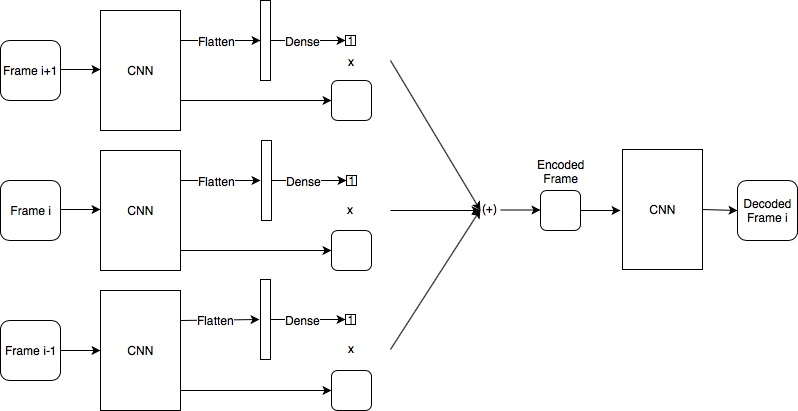 Frame i+1
CNN
Flatten
Dense
1
x
Frame i
CNN
Flatten
Dense
1
x
Frame i-1
CNN
Flatten
Dense
1
x
(+)
Encoded
Frame
CNN
Decoded
Frame i